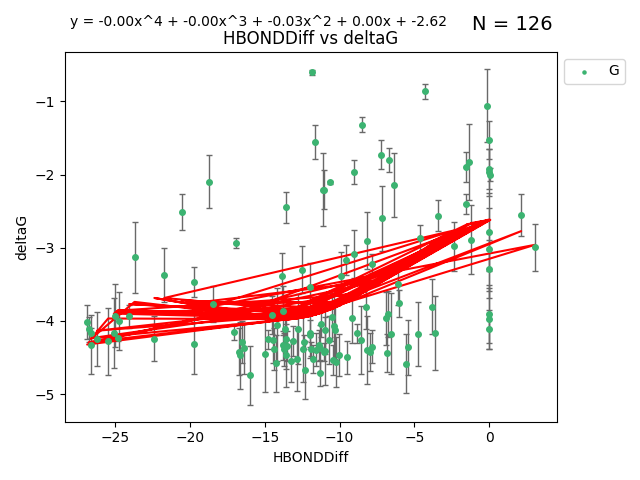 y = -0.00x^4 + -0.00x^3 + -0.03x^2 + 0.00x + -2.62
N = 126
HBONDDiff vs deltaG
G
deltaG
−1
−2
−3
−4
−5
−25
−20
−15
−10
−5
0
HBONDDiff